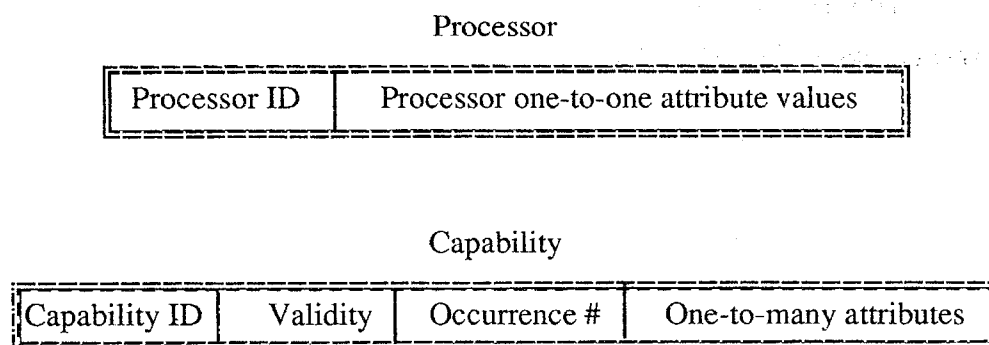 Processor
Processor ID Processor one-to-one attribute values
Capability
Capability ID Validity Occurrence # One-to-many attributes